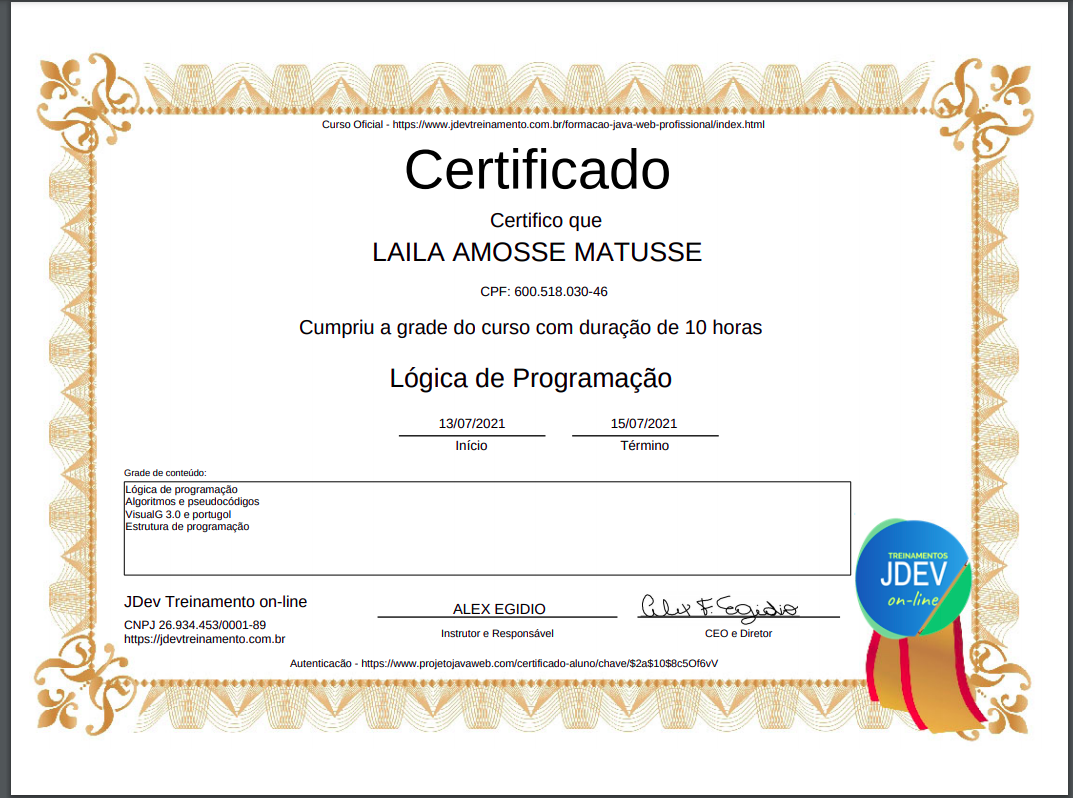 Curso Oficial - https://www.jdevtreinamento.com.br/formacao-java-web-profissional/index.html
Certificado
Certifico que
LAILA AMOSSE MATUSSE
CPF: 600.518.030-46
Cumpriu a grade do curso com duração de 10 horas
Lógica de Programação
13/07/2021 15/07/2021
Início Término
Grade de conteúdo:
Lógica de programação
Algoritmos e pseudocódigos
VisualG 3.0 e portugol
Estrutura de programação
TREINAMENTOS
JDEV
on-line
JDev Treinamento on-line
CNPJ 26.934.453/0001-89
https://jdevtreinamento.com.br
ALEX EGIDIO
Instrutor e Responsável
Alex F. Egidio
CEO e Diretor
Autenticacão - https://www.projetojavaweb.com/certificado-aluno/chave/$2a$10$8c5Of6vV